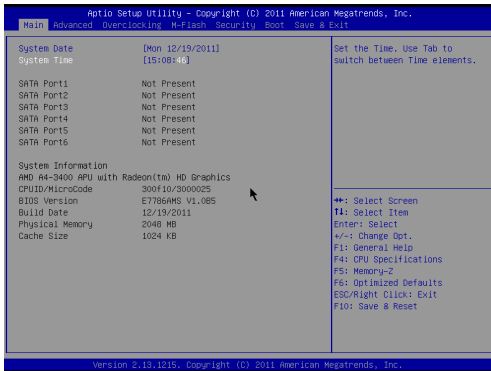 Aptio Setup Utility - Copyright (C) 2011 American Megatrends, Inc.
Main Advanced Overclocking M-Flash Security Boot Save & Exit
System Date [Mon 12/19/2011]
System Time [15:08:46]
SATA Port1 Not Present
SATA Port2 Not Present
SATA Port3 Not Present
SATA Port4 Not Present
SATA Port5 Not Present
SATA Port6 Not Present
System Information
AMD A4-3400 APU with Radeon(tm) HD Graphics
CPUID/MicroCode 300f10/3000025
BIOS Version E7786AMS V1.0B5
Build Date 12/19/2011
Physical Memory 2048 MB
Cache Size 1024 KB
Set the Time. Use Tab to
switch between Time elements.
→←: Select Screen
↑↓: Select Item
Enter: Select
+/-: Change Opt.
F1: General Help
F4: CPU Specifications
F5: Memory-Z
F6: Optimized Defaults
ESC/Right Click: Exit
F10: Save & Reset
Version 2.13.1215. Copyright (C) 2011 American Megatrends, Inc.